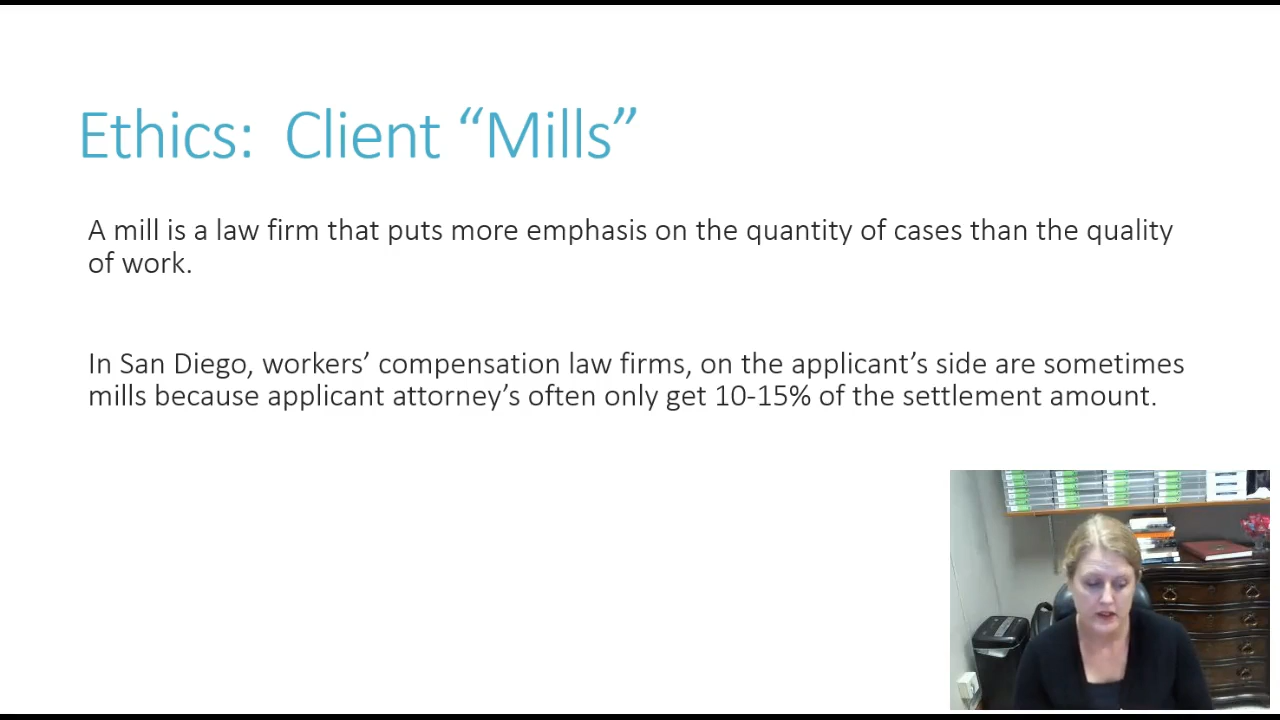 Ethics:  Client “Mills”
A mill is a law firm that puts more emphasis on the quantity of cases than the quality
of work.
In San Diego, workers’ compensation law firms, on the applicant’s side are sometimes
mills because applicant attorney’s often only get 10-15% of the settlement amount.